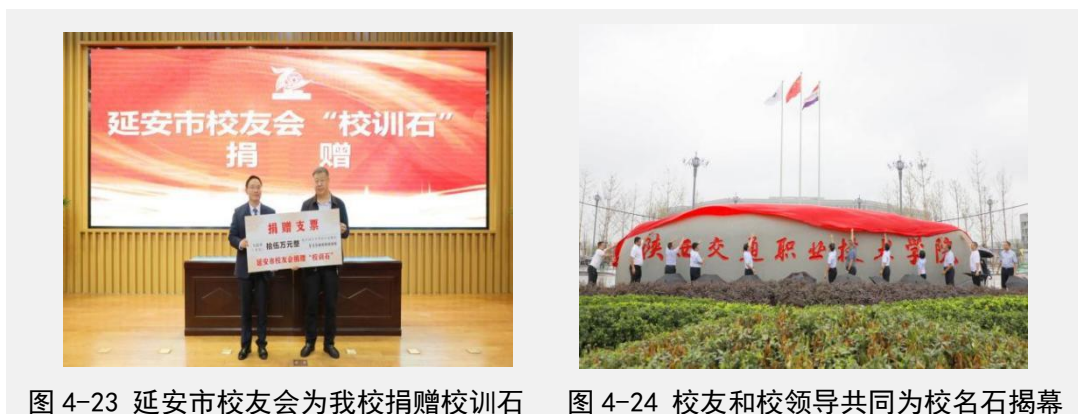 延安市校友会“校训石”
捐 赠
捐赠支票
拾伍万元整
延安市校友会捐赠“校训石”
陕西交通职业技术学院
图 4-23 延安市校友会为我校捐赠校训石
图 4-24 校友和校领导共同为校名石揭幕